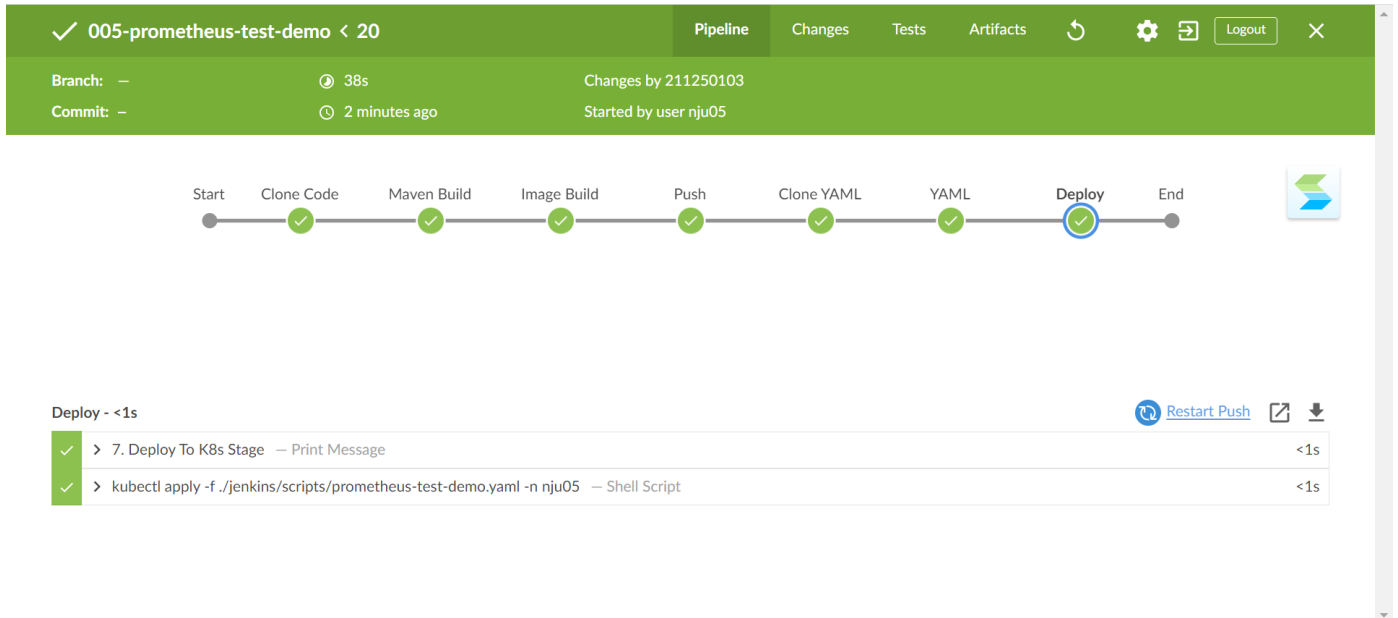 005-prometheus-test-demo < 20 Pipeline Changes Tests Artifacts Logout
Branch: — 38s Changes by 211250103
Commit: – 2 minutes ago Started by user nju05
Start Clone Code Maven Build Image Build Push Clone YAML YAML Deploy End
Deploy - <1s Restart Push
7. Deploy To K8s Stage — Print Message <1s
kubectl apply -f ./jenkins/scripts/prometheus-test-demo.yaml -n nju05 — Shell Script <1s